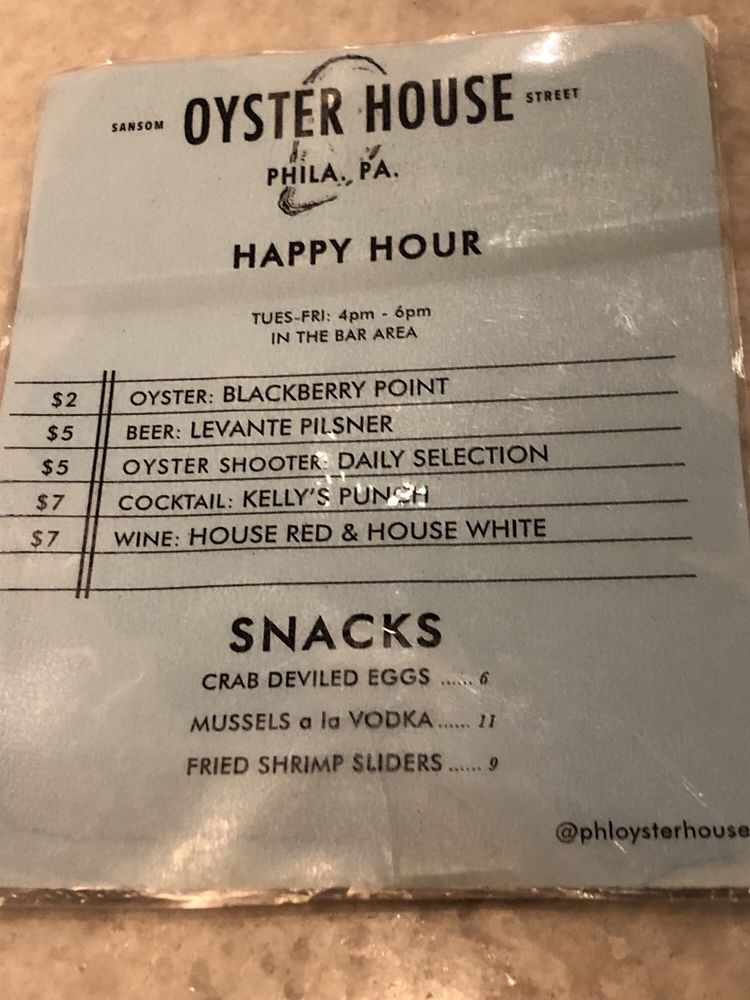 SANSOM OYSTER HOUSE STREET
PHILA., PA.
HAPPY HOUR
TUES-FRI: 4pm - 6pm
IN THE BAR AREA
$2 OYSTER: BLACKBERRY POINT
$5 BEER: LEVANTE PILSNER
$5 OYSTER SHOOTER: DAILY SELECTION
$7 COCKTAIL: KELLY'S PUNCH
$7 WINE: HOUSE RED & HOUSE WHITE
SNACKS
CRAB DEVILED EGGS ...... 6
MUSSELS a la VODKA ...... 11
FRIED SHRIMP SLIDERS ...... 9
@phloysterhouse